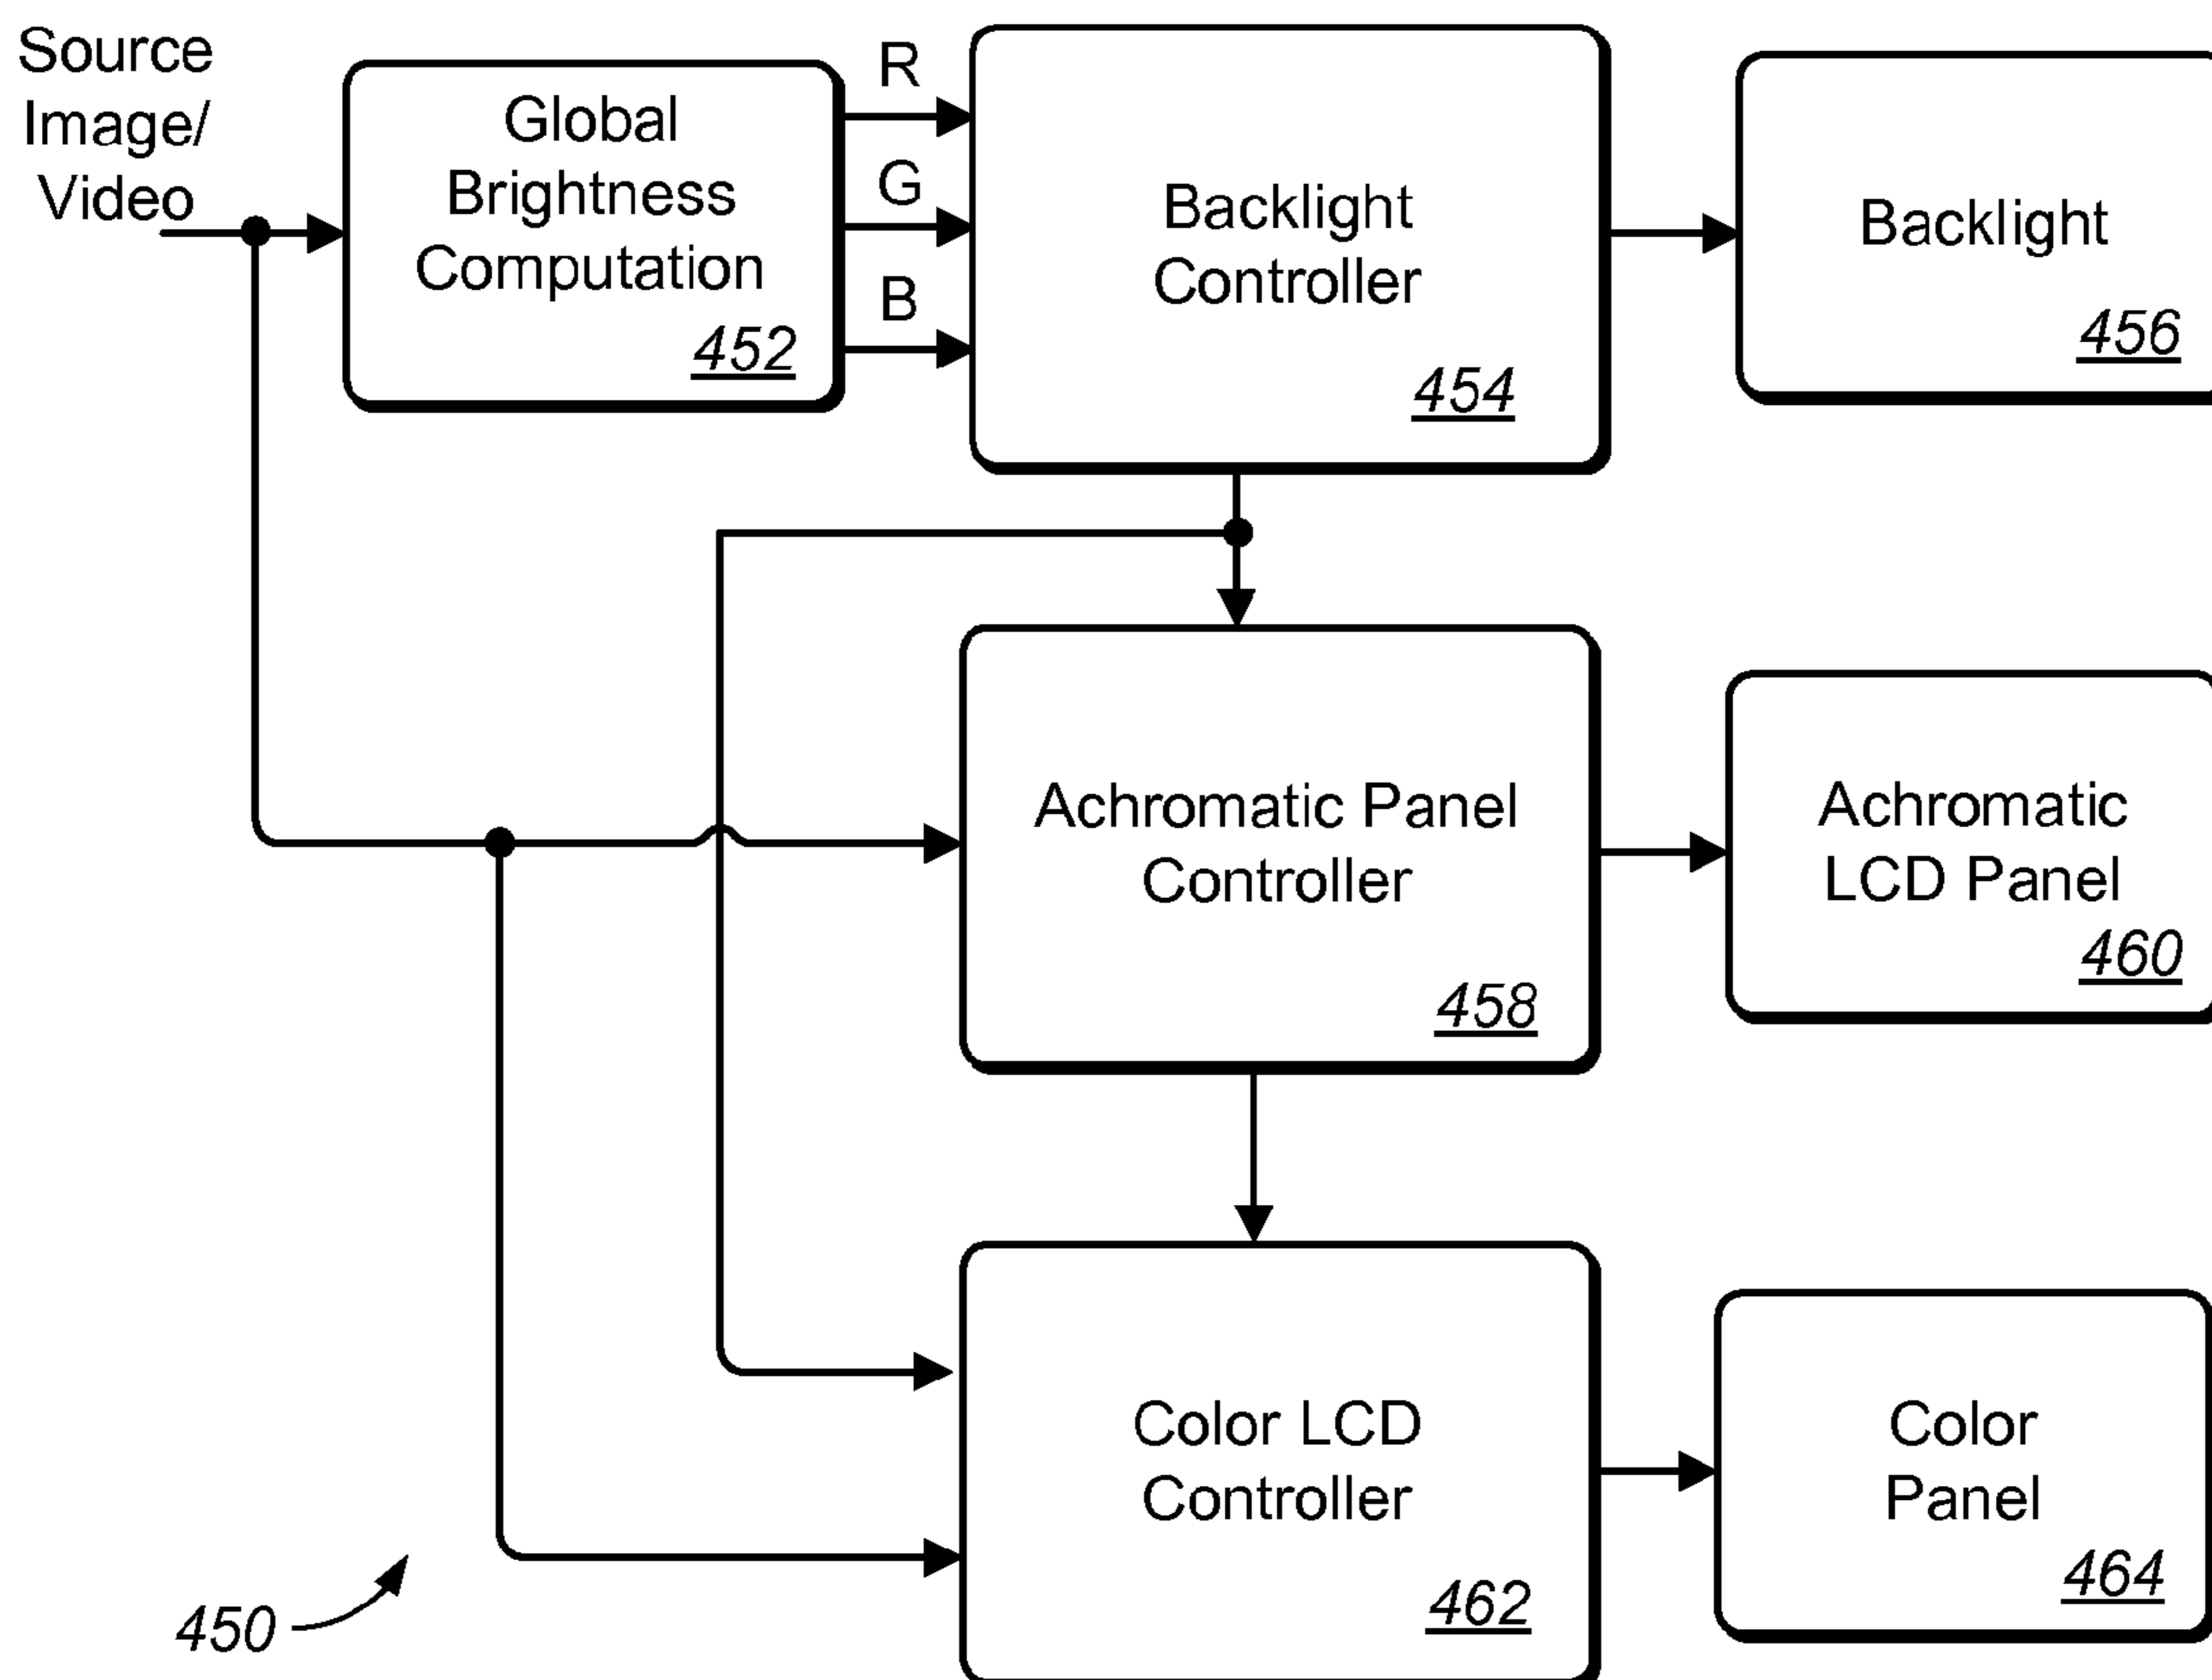 Source
Image/
Video
Global
Brightness
Computation
452
R
G
B
Backlight
Controller
454
Backlight
456
Achromatic Panel
Controller
458
Achromatic
LCD Panel
460
Color LCD
Controller
462
Color
Panel
464
450